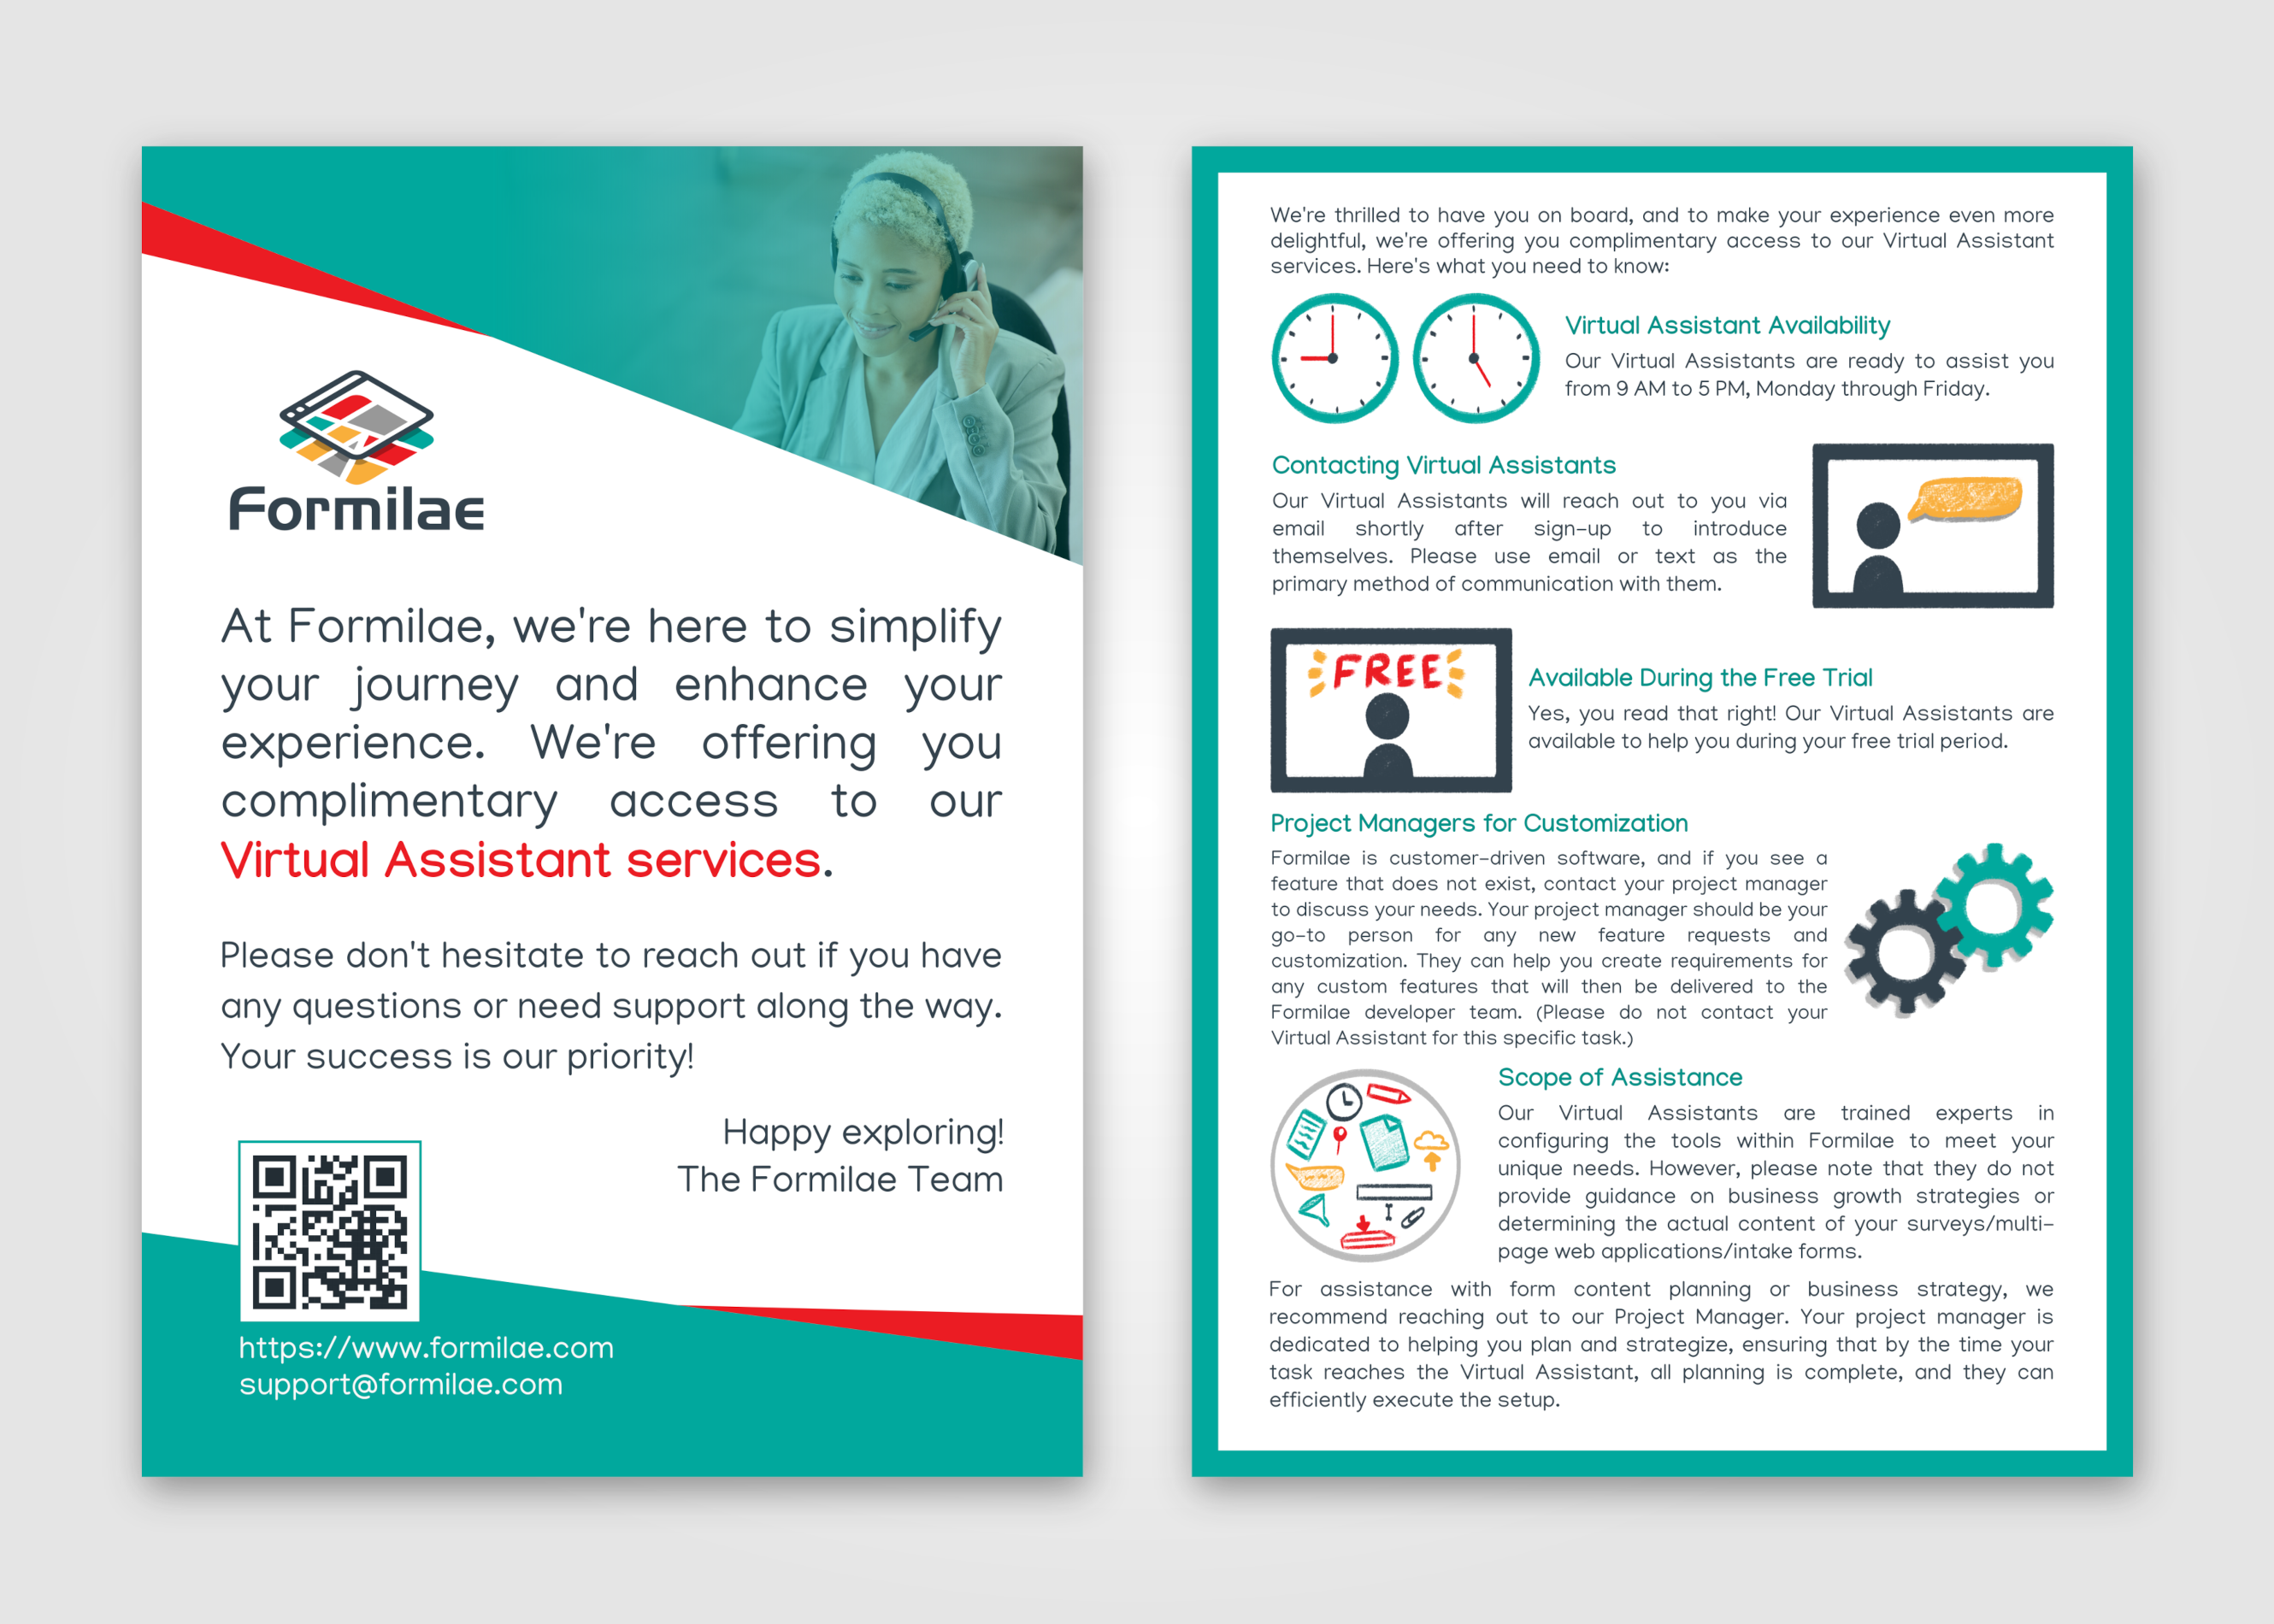 Formilae
At Formilae, we're here to simplify
your journey and enhance your
experience. We're offering you
complimentary access to our
Virtual Assistant services.
Please don't hesitate to reach out if you have
any questions or need support along the way.
Your success is our priority!
Happy exploring!
The Formilae Team
https://www.formilae.com
support@formilae.com
We're thrilled to have you on board, and to make your experience even more
delightful, we're offering you complimentary access to our Virtual Assistant
services. Here's what you need to know:
Virtual Assistant Availability
Our Virtual Assistants are ready to assist you
from 9 AM to 5 PM, Monday through Friday.
Contacting Virtual Assistants
Our Virtual Assistants will reach out to you via
email shortly after sign-up to introduce
themselves. Please use email or text as the
primary method of communication with them.
FREE
Available During the Free Trial
Yes, you read that right! Our Virtual Assistants are
available to help you during your free trial period.
Project Managers for Customization
Formilae is customer-driven software, and if you see a
feature that does not exist, contact your project manager
to discuss your needs. Your project manager should be your
go-to person for any new feature requests and
customization. They can help you create requirements for
any custom features that will then be delivered to the
Formilae developer team. (Please do not contact your
Virtual Assistant for this specific task.)
Scope of Assistance
Our Virtual Assistants are trained experts in
configuring the tools within Formilae to meet your
unique needs. However, please note that they do not
provide guidance on business growth strategies or
determining the actual content of your surveys/multi-
page web applications/intake forms.
For assistance with form content planning or business strategy, we
recommend reaching out to our Project Manager. Your project manager is
dedicated to helping you plan and strategize, ensuring that by the time your
task reaches the Virtual Assistant, all planning is complete, and they can
efficiently execute the setup.